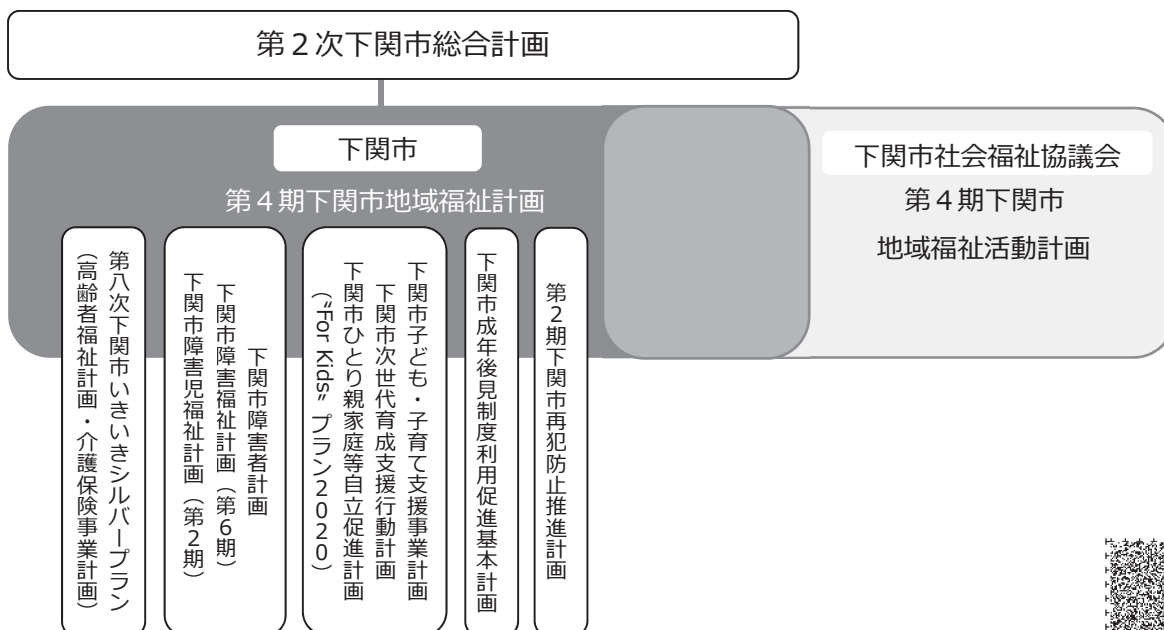 第２次下関市総合計画
下関市
第４期下関市地域福祉計画
下関市社会福祉協議会
第４期下関市
地域福祉活動計画
第八次下関市いきいきシルバープラン
（高齢者福祉計画・介護保険事業計画）
下関市障害者計画
下関市障害福祉計画（第６期）
下関市障害児福祉計画（第２期）
下関市子ども・子育て支援事業計画
下関市次世代育成支援行動計画
下関市ひとり親家庭等自立促進計画
（〝For Kids〟プラン２０２０）
下関市成年後見制度利用促進基本計画
第２期下関市再犯防止推進計画